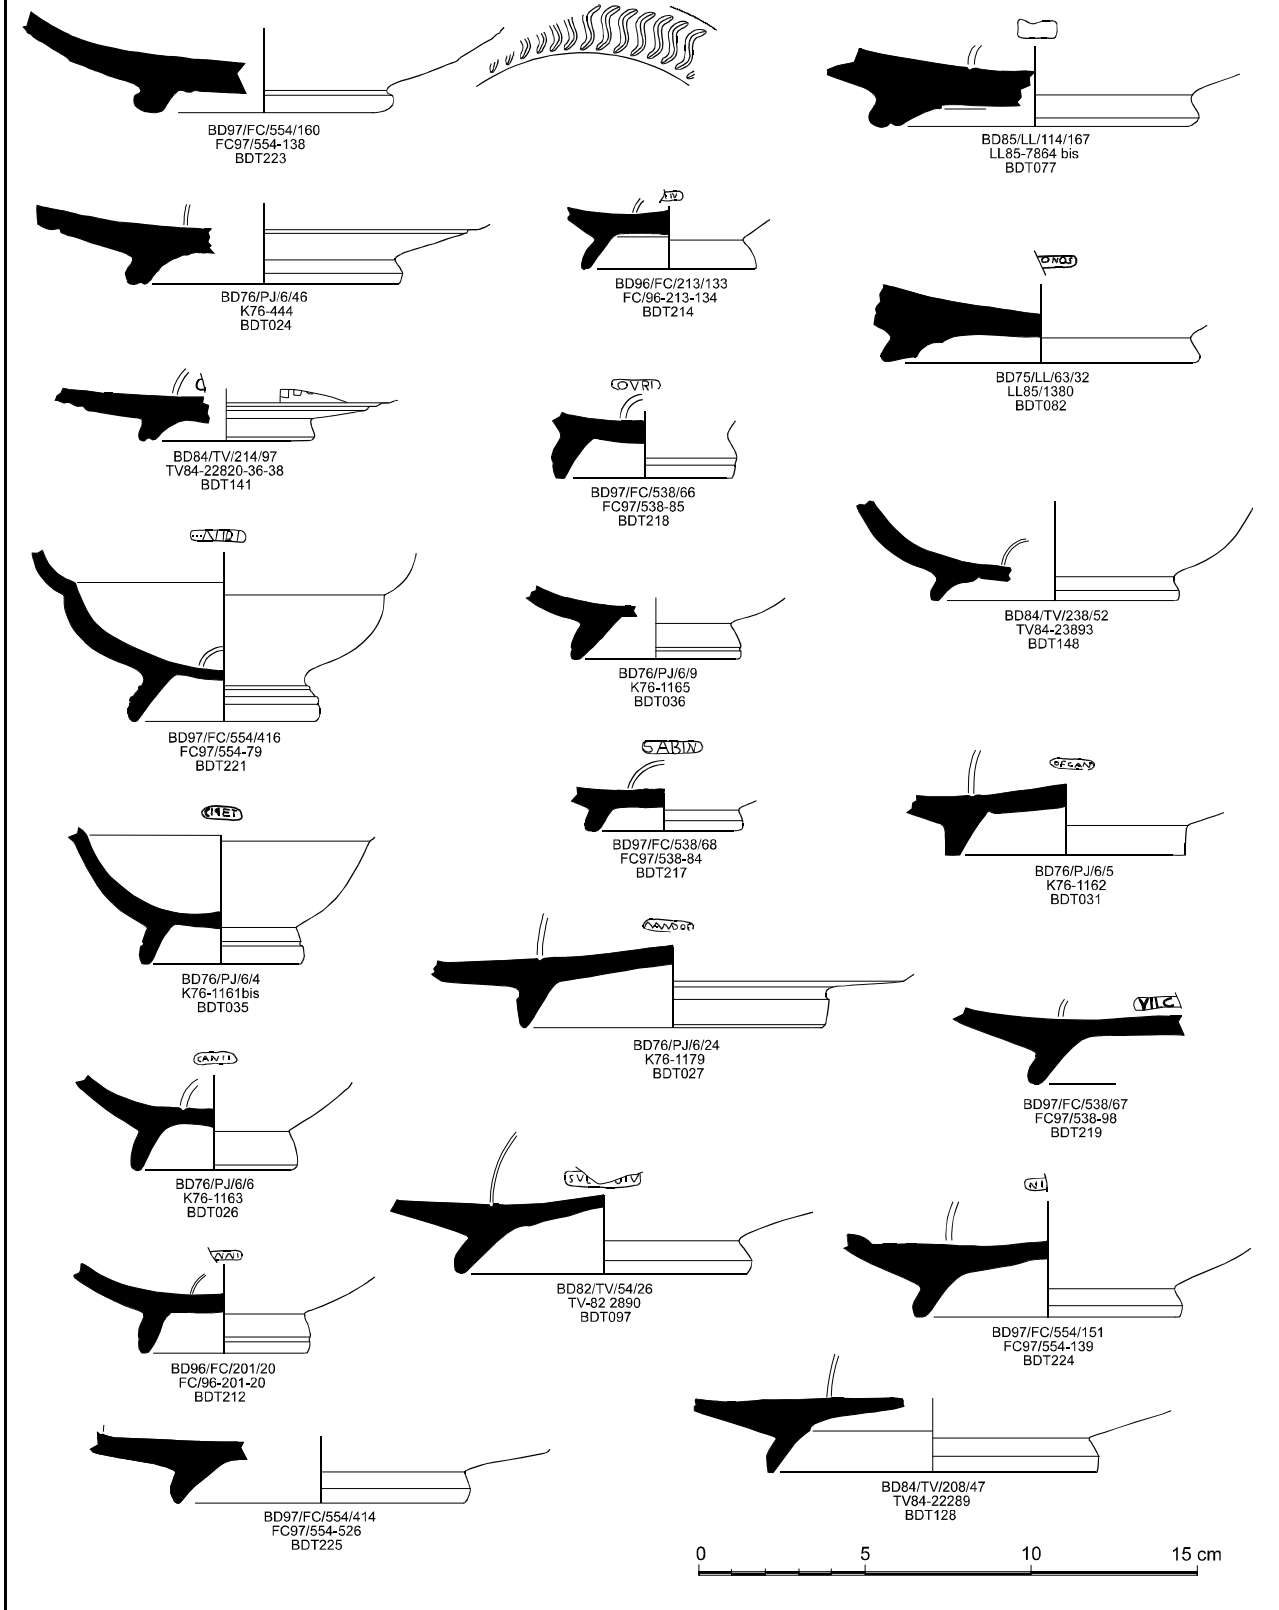 BD97/FC/554/160
FC97/554-138
BDT223
BD85/LL/114/167
LL85-7864 bis
BDT077
BD76/PJ/6/46
K76-444
BDT024
BD96/FC/213/133
FC/96-213-134
BDT214
ONOS
BD75/LL/63/32
LL85/1380
BDT082
BD84/TV/214/97
TV84-22820-36-38
BDT141
OVRI
BD97/FC/538/66
FC97/538-85
BDT218
BD97/FC/554/416
FC97/554-79
BDT221
BD76/PJ/6/9
K76-1165
BDT036
BD84/TV/238/52
TV84-23893
BDT148
SABIN
BD97/FC/538/68
FC97/538-84
BDT217
OFCAN
BD76/PJ/6/5
K76-1162
BDT031
BD76/PJ/6/4
K76-1161bis
BDT035
BD76/PJ/6/24
K76-1179
BDT027
VILC
BD97/FC/538/67
FC97/538-98
BDT219
CANII
BD76/PJ/6/6
K76-1163
BDT026
BD82/TV/54/26
TV-82 2890
BDT097
NI
BD97/FC/554/151
FC97/554-139
BDT224
NNI
BD96/FC/201/20
FC/96-201-20
BDT212
BD84/TV/208/47
TV84-22289
BDT128
BD97/FC/554/414
FC97/554-526
BDT225
0 5 10 15 cm